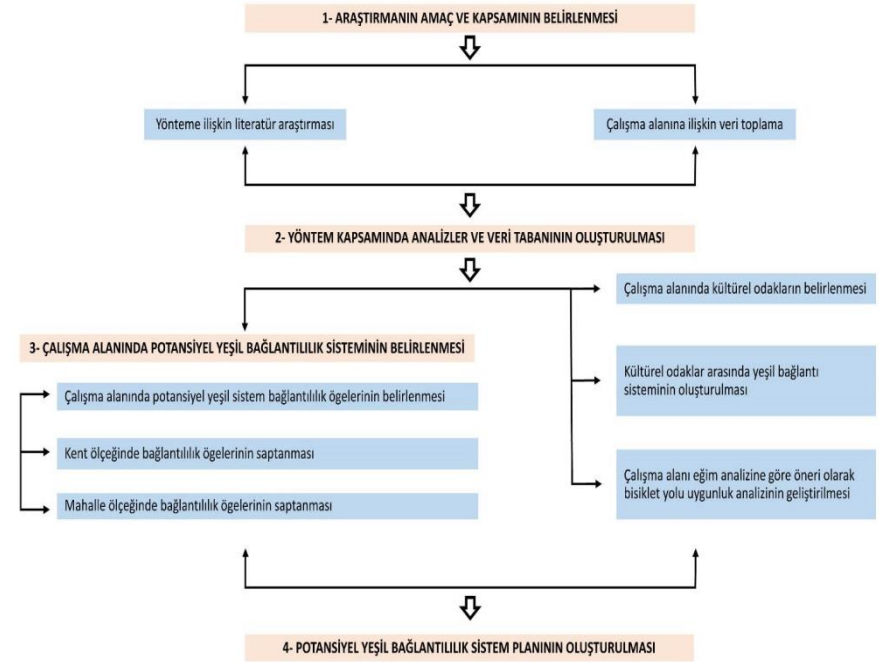 1- ARAŞTIRMANIN AMAÇ VE KAPSAMININ BELİRLENMESİ
Yönteme ilişkin literatür araştırması
Çalışma alanına ilişkin veri toplama
2- YÖNTEM KAPSAMINDA ANALİZLER VE VERİ TABANININ OLUŞTURULMASI
3- ÇALIŞMA ALANINDA POTANSİYEL YEŞİL BAĞLANTILILIK SİSTEMİNİN BELİRLENMESİ
Çalışma alanında potansiyel yeşil sistem bağlantılılık ögelerinin belirlenmesi
Kent ölçeğinde bağlantılılık ögelerinin saptanması
Mahalle ölçeğinde bağlantılılık ögelerinin saptanması
Çalışma alanında kültürel odakların belirlenmesi
Kültürel odaklar arasında yeşil bağlantı
sisteminin oluşturulması
Çalışma alanı eğim analizine göre öneri olarak
bisiklet yolu uygunluk analizinin geliştirilmesi
4- POTANSİYEL YEŞİL BAĞLANTILILIK SİSTEM PLANININ OLUŞTURULMASI